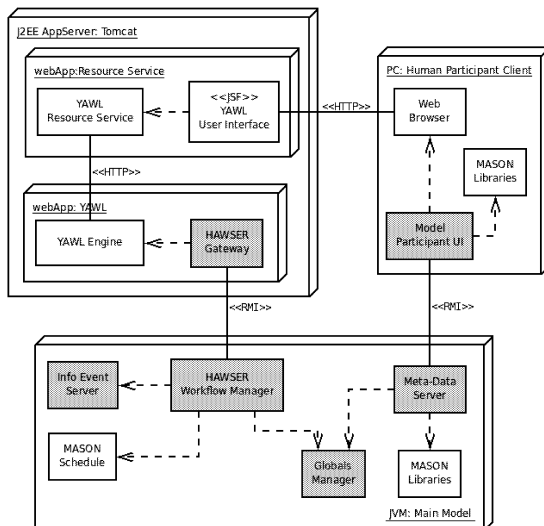 J2EE AppServer: Tomcat
webApp:Resource Service
YAWL
Resource Service
<<JSF>>
YAWL
User Interface
<<HTTP>>
PC: Human Participant Client
Web
Browser
MASON
Libraries
<<HTTP>>
webApp: YAWL
YAWL Engine
HAWSER
Gateway
Model
Participant UI
<<RMI>>
<<RMI>>
Info Event
Server
HAWSER
Workflow Manager
Meta-Data
Server
MASON
Schedule
Globals
Manager
MASON
Libraries
JVM: Main Model